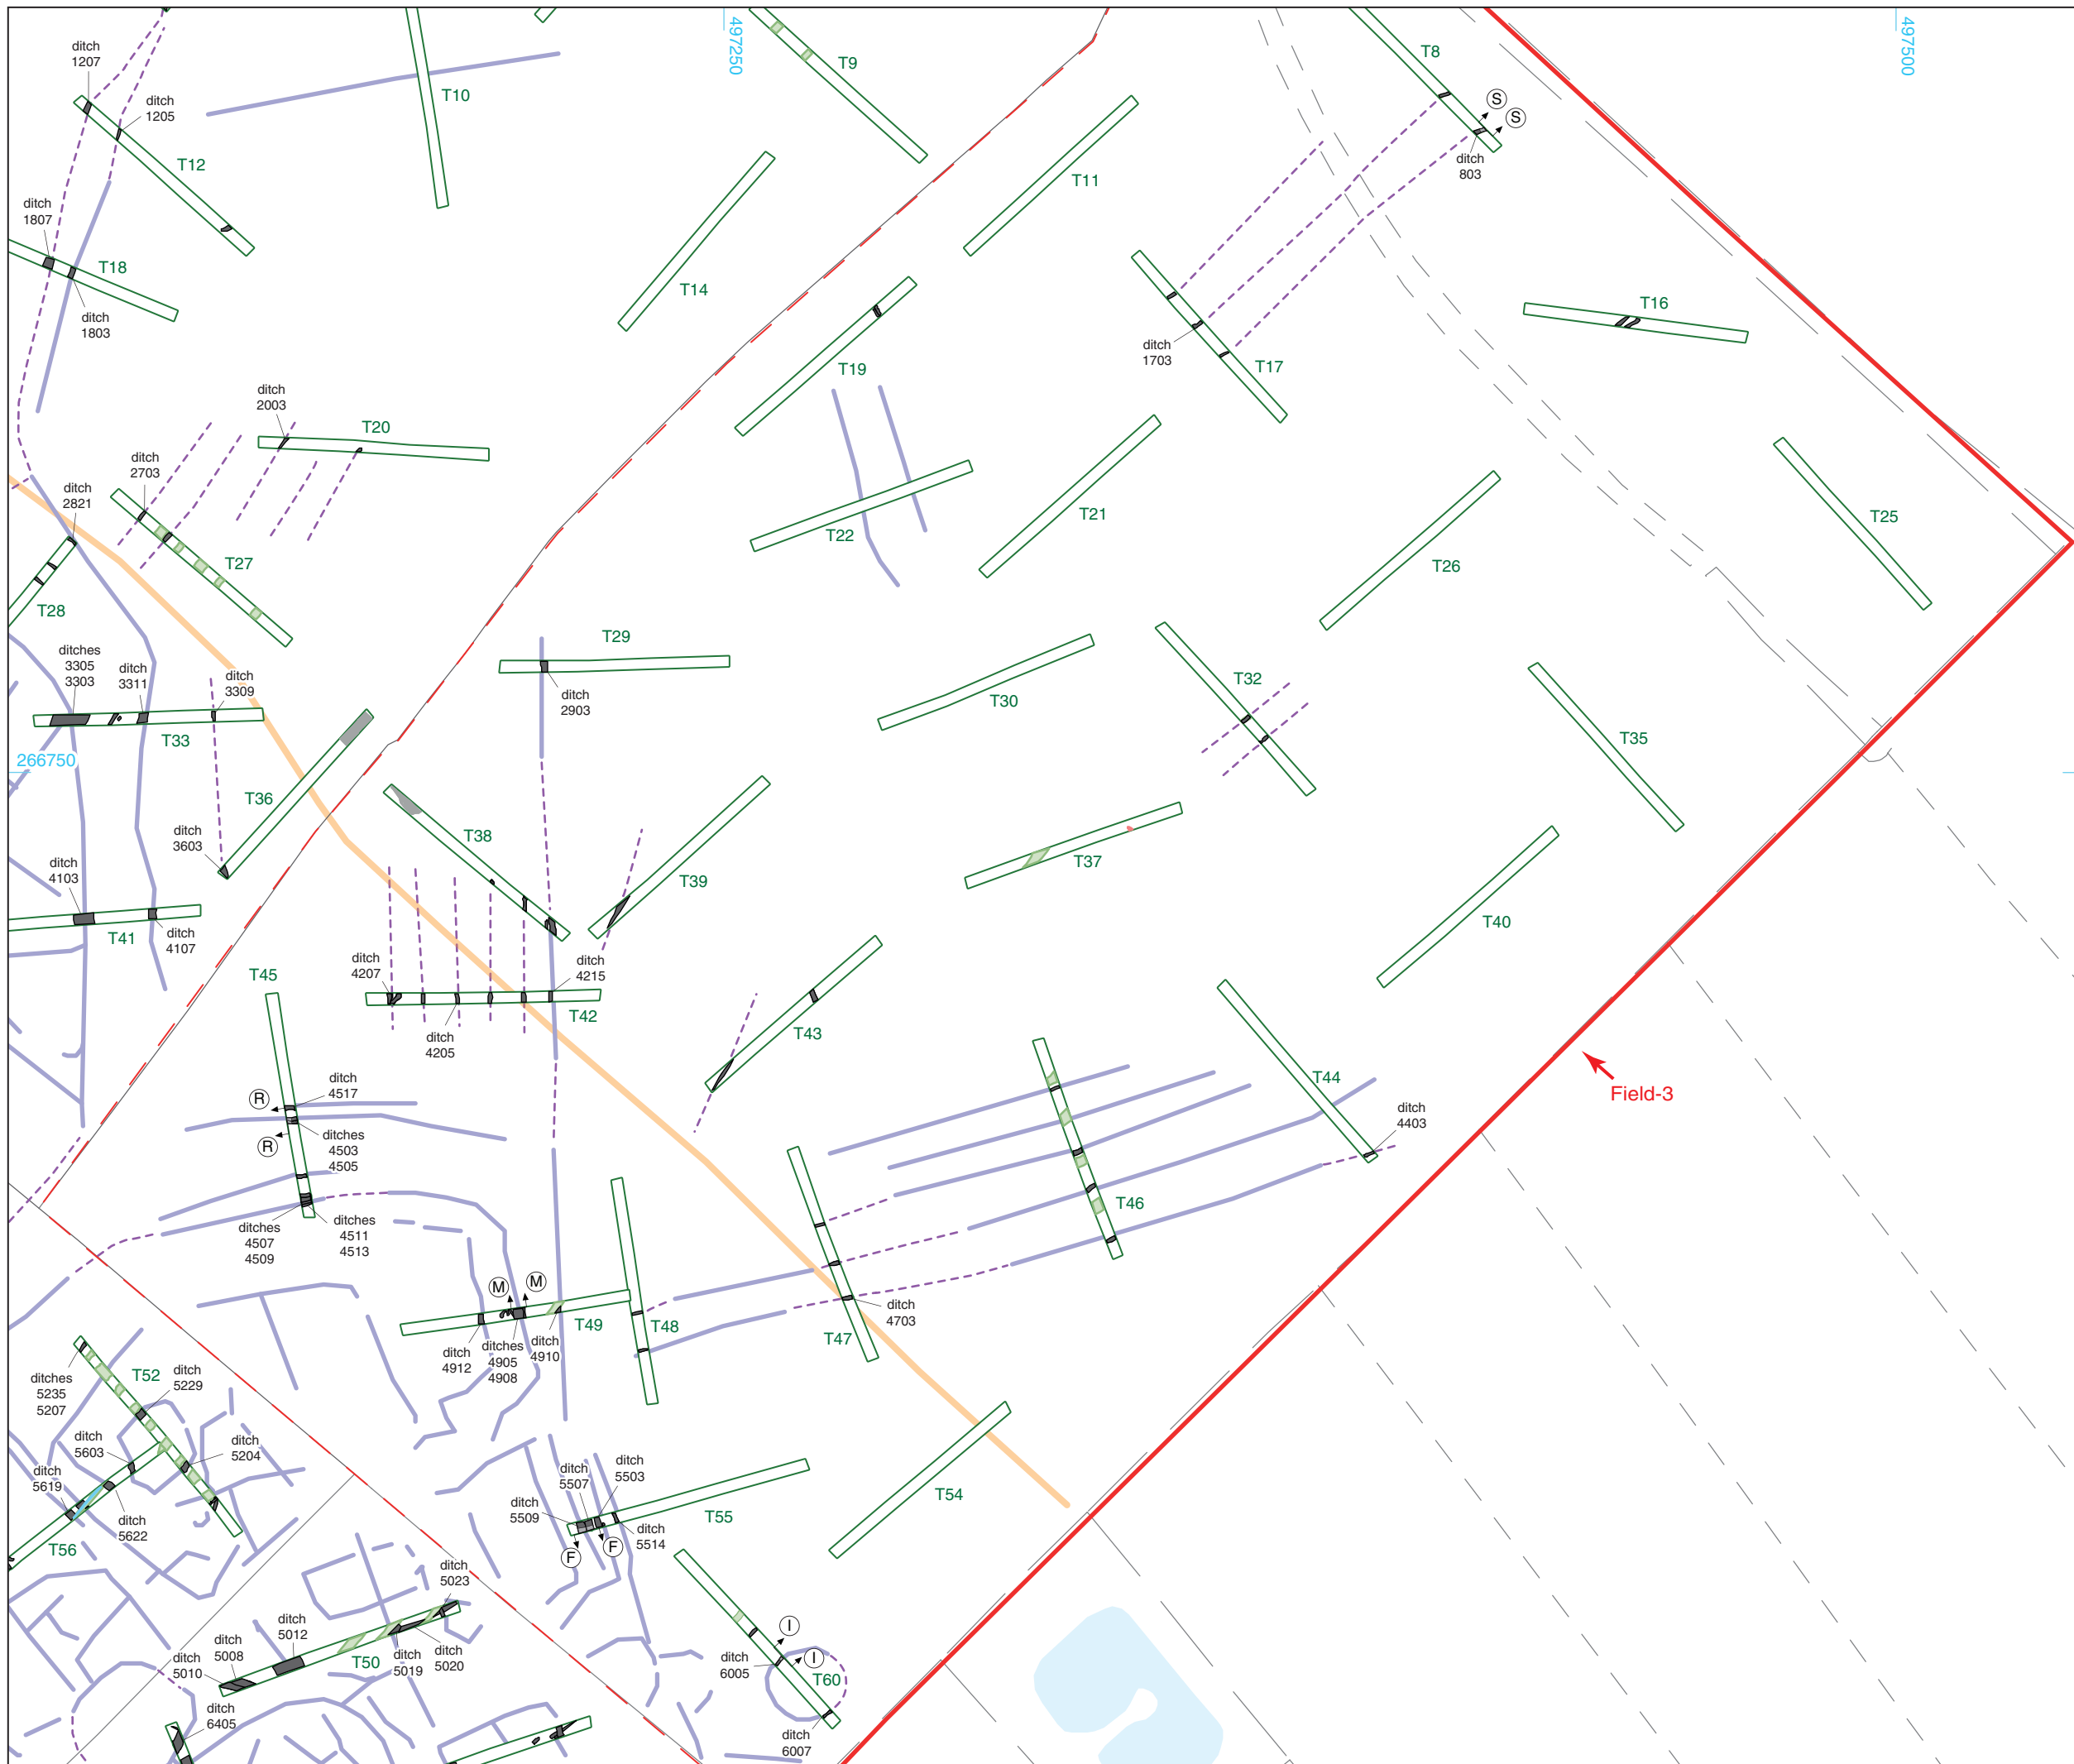 497250
497500
ditch
1207
T10
T9
T8
S
S
ditch
1205
T12
T11
ditch
803
ditch
1807
T18
T14
T16
ditch
1803
ditch
1703
T17
T19
ditch
2003
T20
ditch
2703
ditch
2821
T22
T21
T25
T27
T26
T28
T29
ditches
3305
3303
ditch
3311
ditch
3309
T32
ditch
2903
T30
T33
T35
266750
T36
T38
ditch
3603
T37
ditch
4103
T39
T41
ditch
4107
T40
T45
ditch
4207
ditch
4215
T42
ditch
4205
T43
T44
Field-3
R
ditch
4517
R
ditches
4503
4505
ditch
4403
T46
ditches
4507
4509
ditches
4511
4513
M
M
ditch
4703
T49
T48
T47
ditch
4912
ditches
4905
4908
ditch
4910
T52
ditch
5229
ditches
5235
5207
ditch
5603
ditch
5204
ditch
5619
ditch
5507
ditch
5503
T54
ditch
5509
T55
ditch
5622
ditch
5514
T56
F
F
ditch
5023
ditch
5012
I
ditch
5008
ditch
5010
T50
ditch
5019
ditch
5020
ditch
6005
I
T60
ditch
6405
ditch
6007